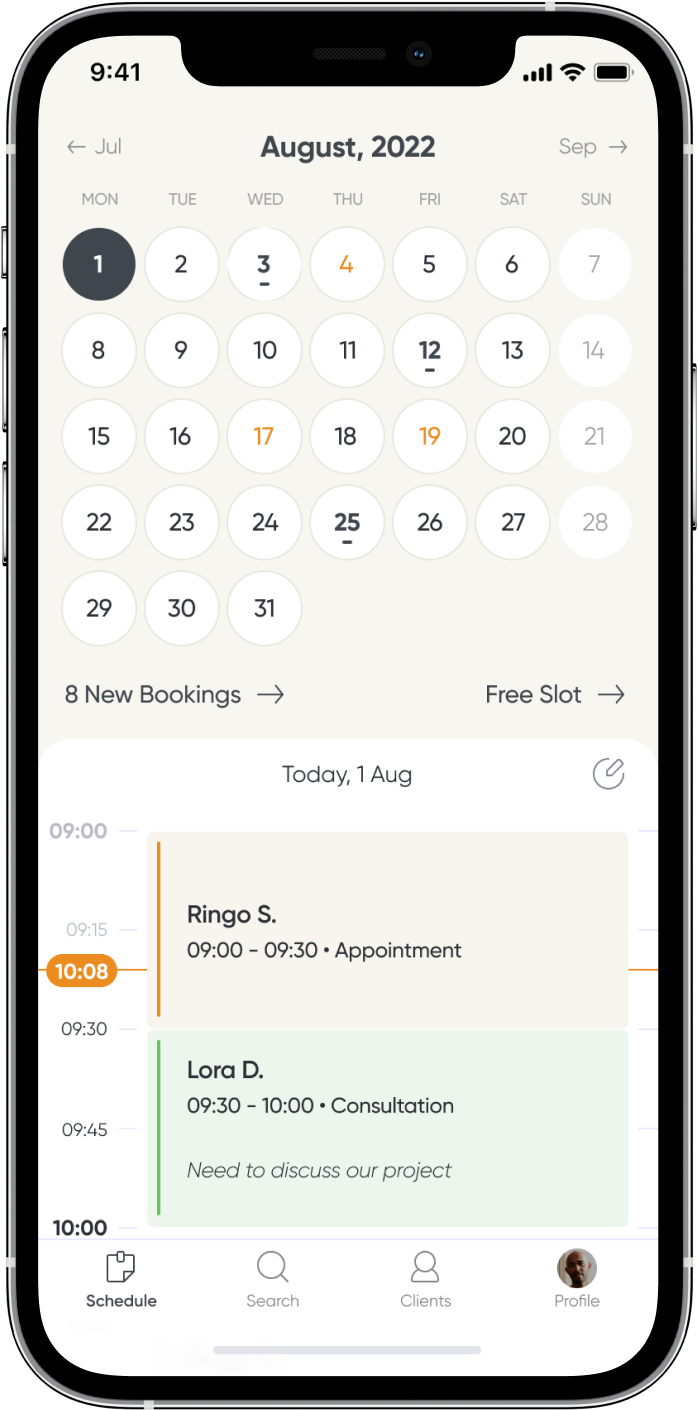 9:41
← Jul August, 2022 Sep →
MON TUE WED THU FRI SAT SUN
1 2 3 4 5 6 7
8 9 10 11 12 13 14
15 16 17 18 19 20 21
22 23 24 25 26 27 28
29 30 31
8 New Bookings → Free Slot →
Today, 1 Aug
09:00
Ringo S.
09:15
09:00 - 09:30 • Appointment
10:08
09:30
Lora D.
09:30 - 10:00 • Consultation
09:45
Need to discuss our project
10:00
Schedule Search Clients Profile